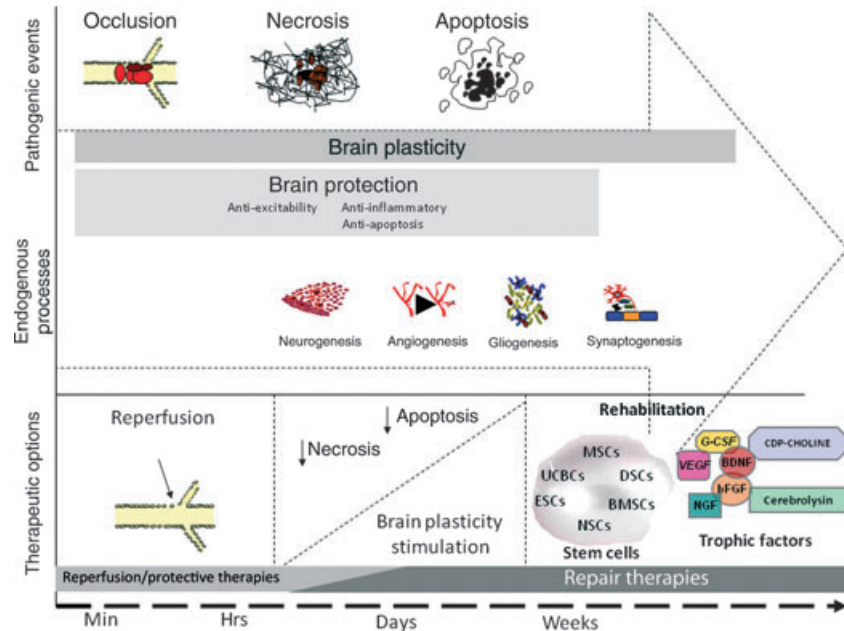 Pathogenic events
Occlusion
Necrosis
Apoptosis
Brain plasticity
Brain protection
Anti-excitability
Anti-inflammatory
Anti-apoptosis
Endogenous
processes
Neurogenesis
Angiogenesis
Gliogenesis
Synaptogenesis
Therapeutic options
Reperfusion
↓ Apoptosis
↓ Necrosis
Brain plasticity
stimulation
Rehabilitation
MSCs
UCBCs
DSCs
ESCs
BMSCs
NSCs
Stem cells
G-CSF
CDP-CHOLINE
VEGF
BDNF
bFGF
NGF
Cerebrolysin
Trophic factors
Reperfusion/protective therapies
Repair therapies
Min
Hrs
Days
Weeks